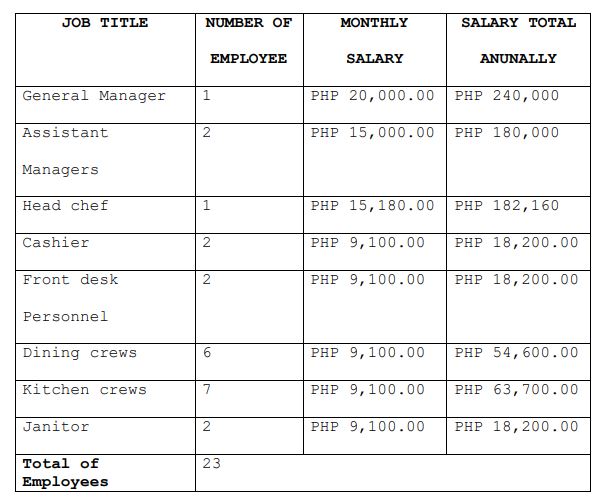 JOB TITLE NUMBER OF MONTHLY SALARY TOTAL
EMPLOYEE SALARY ANUNALLY
General Manager 1 PHP 20,000.00 PHP 240,000
Assistant 2 PHP 15,000.00 PHP 180,000
Managers
Head chef 1 PHP 15,180.00 PHP 182,160
Cashier 2 PHP 9,100.00 PHP 18,200.00
Front desk 2 PHP 9,100.00 PHP 18,200.00
Personnel
Dining crews 6 PHP 9,100.00 PHP 54,600.00
Kitchen crews 7 PHP 9,100.00 PHP 63,700.00
Janitor 2 PHP 9,100.00 PHP 18,200.00
Total of 23
Employees